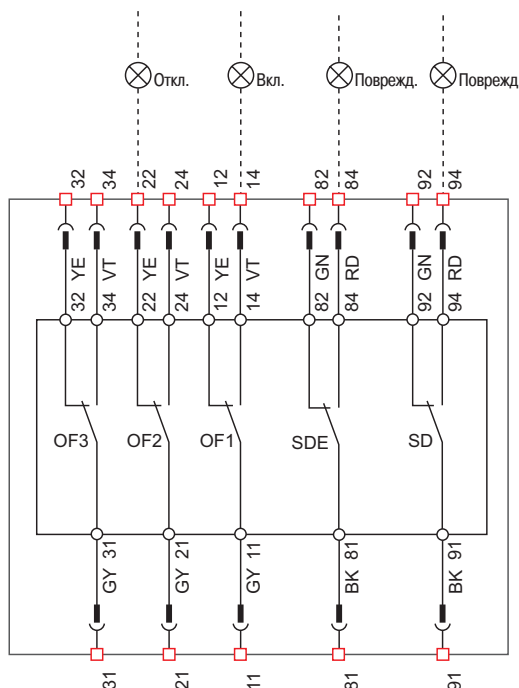 Откл.
Вкл.
Поврежд.
Поврежд
32
34
22
24
12
14
82
84
92
94
YE
VT
YE
VT
YE
VT
GN
RD
GN
RD
32
34
22
24
12
14
82
84
92
94
OF3
OF2
OF1
SDE
SD
31
21
11
81
91
GY
GY
GY
BK
BK
31
21
11
81
91